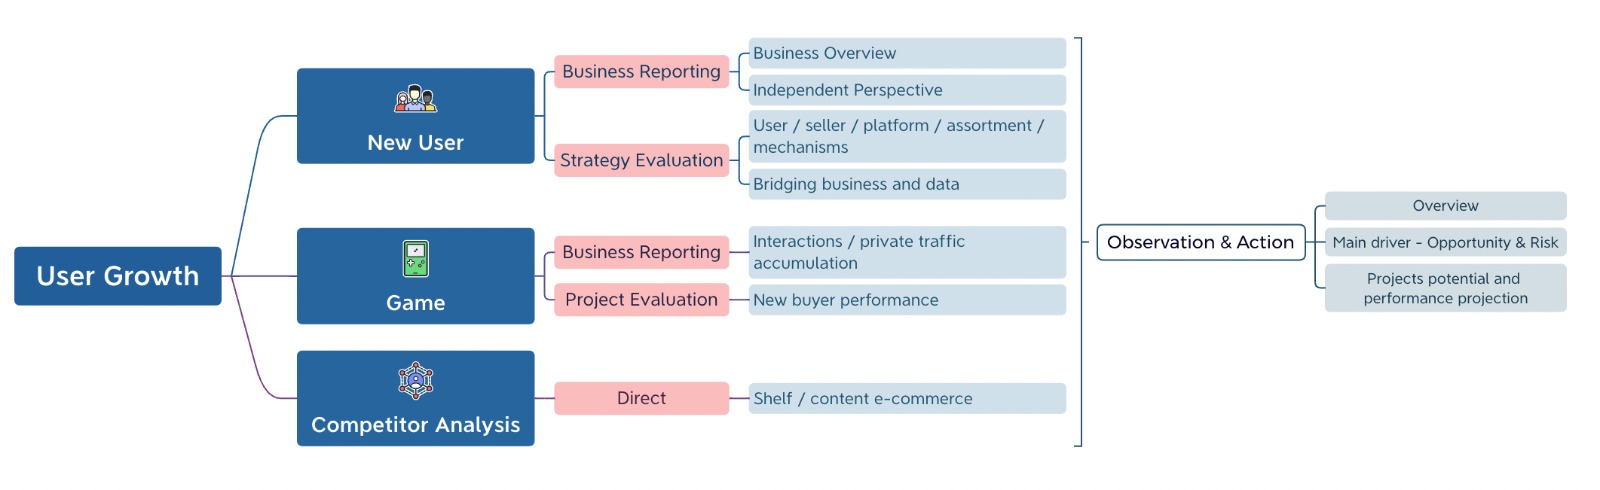 User Growth
New User
Business Reporting
Business Overview
Independent Perspective
Strategy Evaluation
User / seller / platform / assortment /
mechanisms
Bridging business and data
Game
Business Reporting
Interactions / private traffic
accumulation
Project Evaluation
New buyer performance
Competitor Analysis
Direct
Shelf / content e-commerce
Observation & Action
Overview
Main driver - Opportunity & Risk
Projects potential and
performance projection